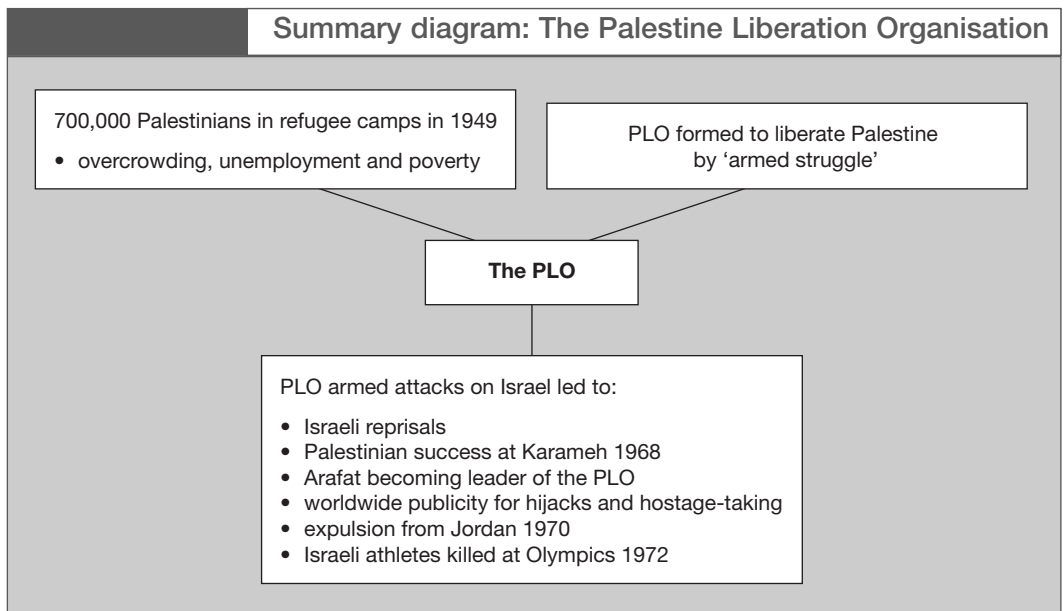 Summary diagram: The Palestine Liberation Organisation
700,000 Palestinians in refugee camps in 1949
• overcrowding, unemployment and poverty
PLO formed to liberate Palestine
by ‘armed struggle’
The PLO
PLO armed attacks on Israel led to:
• Israeli reprisals
• Palestinian success at Karameh 1968
• Arafat becoming leader of the PLO
• worldwide publicity for hijacks and hostage-taking
• expulsion from Jordan 1970
• Israeli athletes killed at Olympics 1972